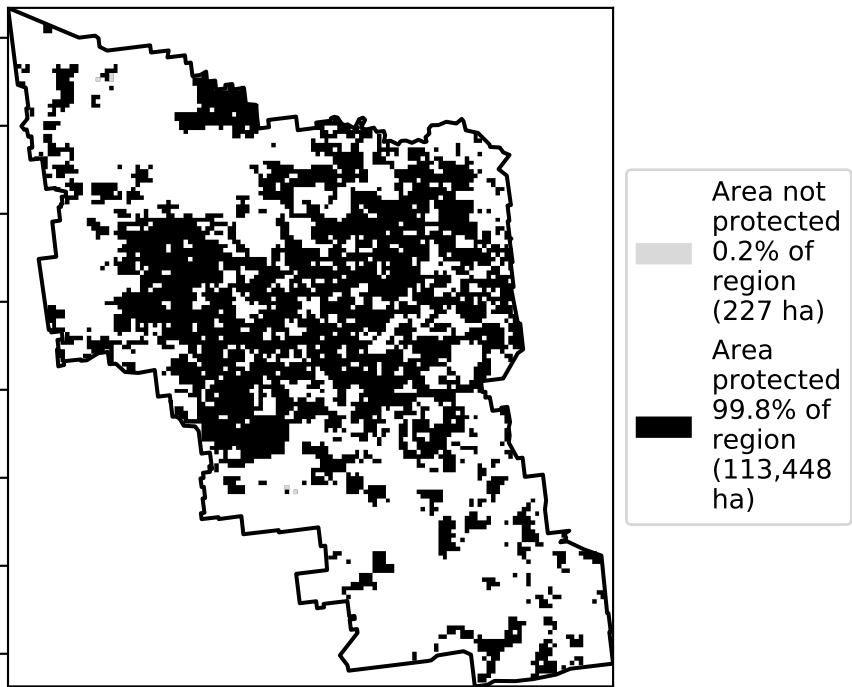 Area not
protected
0.2% of
region
(227 ha)
Area
protected
99.8% of
region
(113,448
ha)